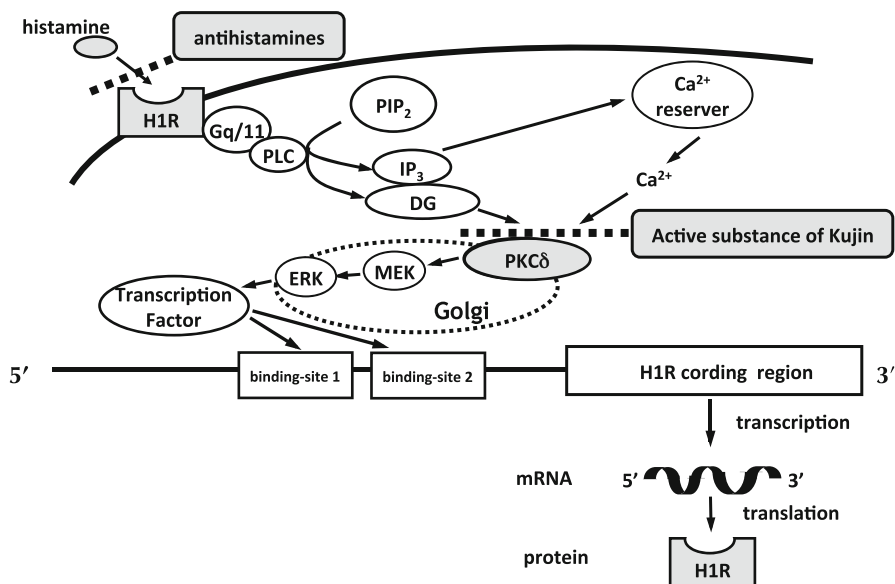 histamine
antihistamines
H1R
Gq/11
PLC
PIP₂
IP₃
DG
Ca²⁺
reserver
Ca²⁺
Active substance of Kujin
PKCδ
MEK
ERK
Golgi
Transcription
Factor
5′
binding-site 1
binding-site 2
H1R cording region
3′
transcription
mRNA
5′
3′
translation
protein
H1R